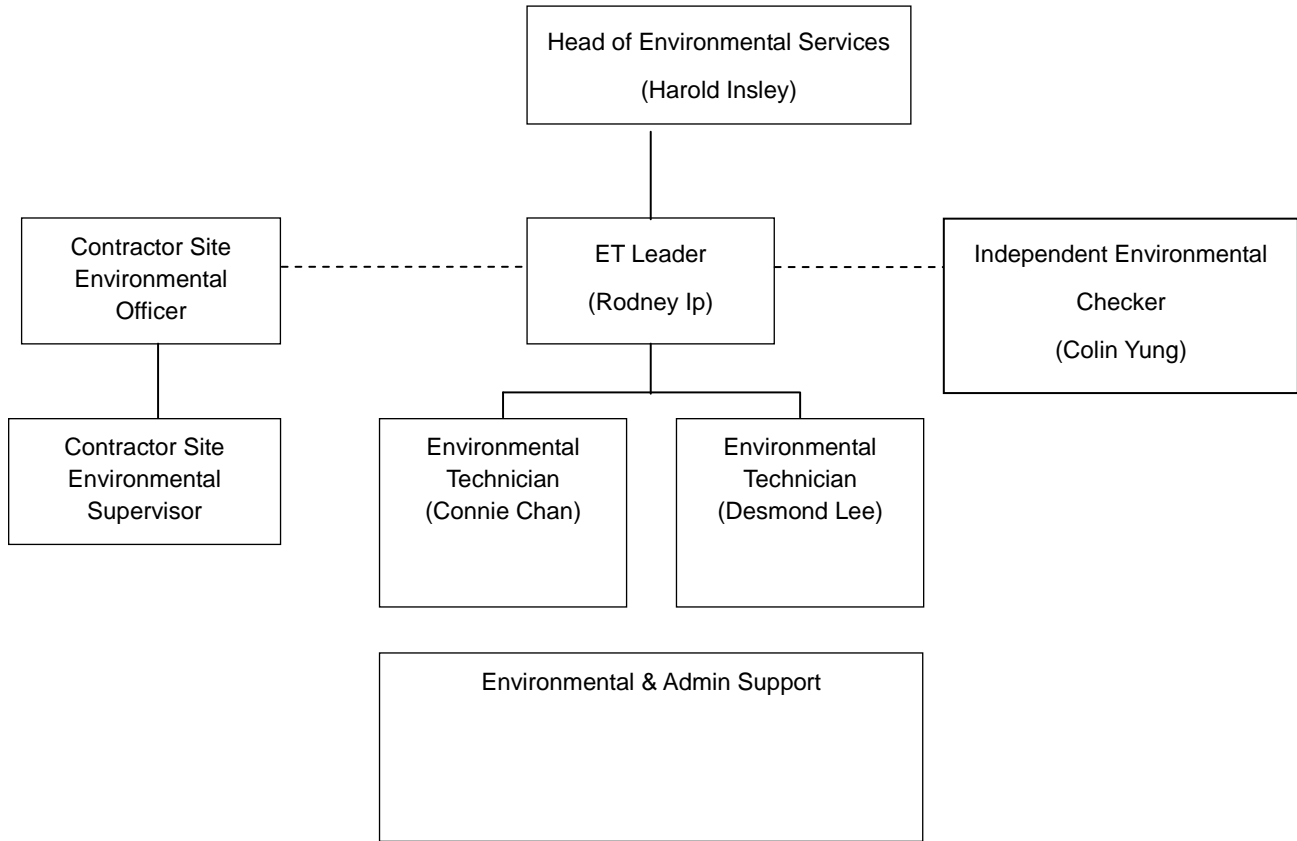 Head of Environmental Services
(Harold Insley)
Contractor Site
Environmental
Officer
ET Leader
(Rodney Ip)
Independent Environmental
Checker
(Colin Yung)
Contractor Site
Environmental
Supervisor
Environmental
Technician
(Connie Chan)
Environmental
Technician
(Desmond Lee)
Environmental & Admin Support